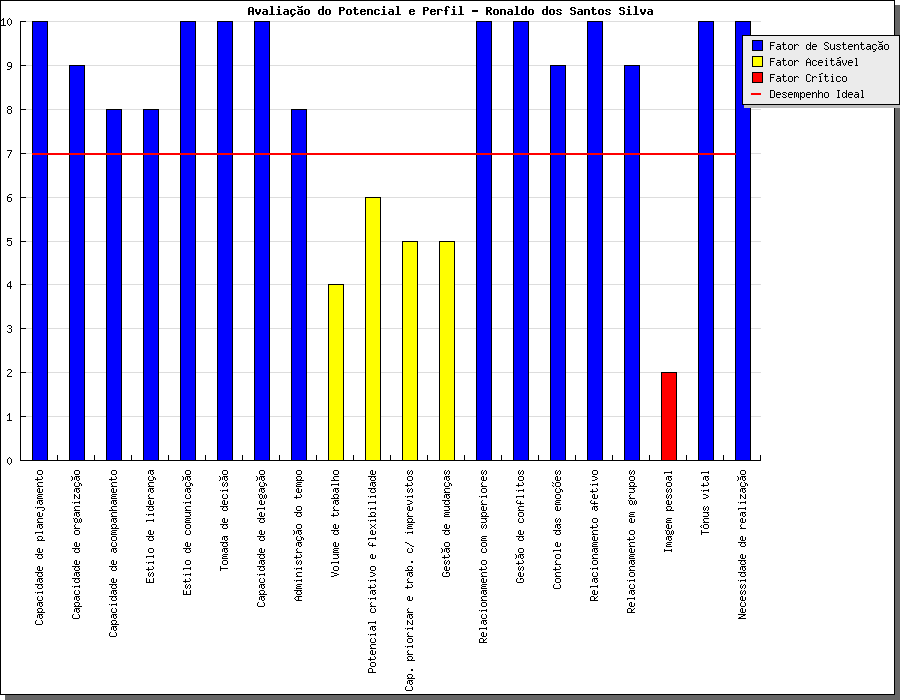 Avaliação do Potencial e Perfil - Ronaldo dos Santos Silva
10
9
8
7
6
5
4
3
2
1
0
Fator de Sustentação
Fator Aceitável
Fator Crítico
Desempenho Ideal
Capacidade de planejamento
Capacidade de organização
Capacidade de acompanhamento
Estilo de liderança
Estilo de comunicação
Tomada de decisão
Capacidade de delegação
Administração do tempo
Volume de trabalho
Potencial criativo e flexibilidade
Cap. priorizar e trab. c/ imprevistos
Gestão de mudanças
Relacionamento com superiores
Gestão de conflitos
Controle das emoções
Relacionamento afetivo
Relacionamento em grupos
Imagem pessoal
Tônus vital
Necessidade de realização